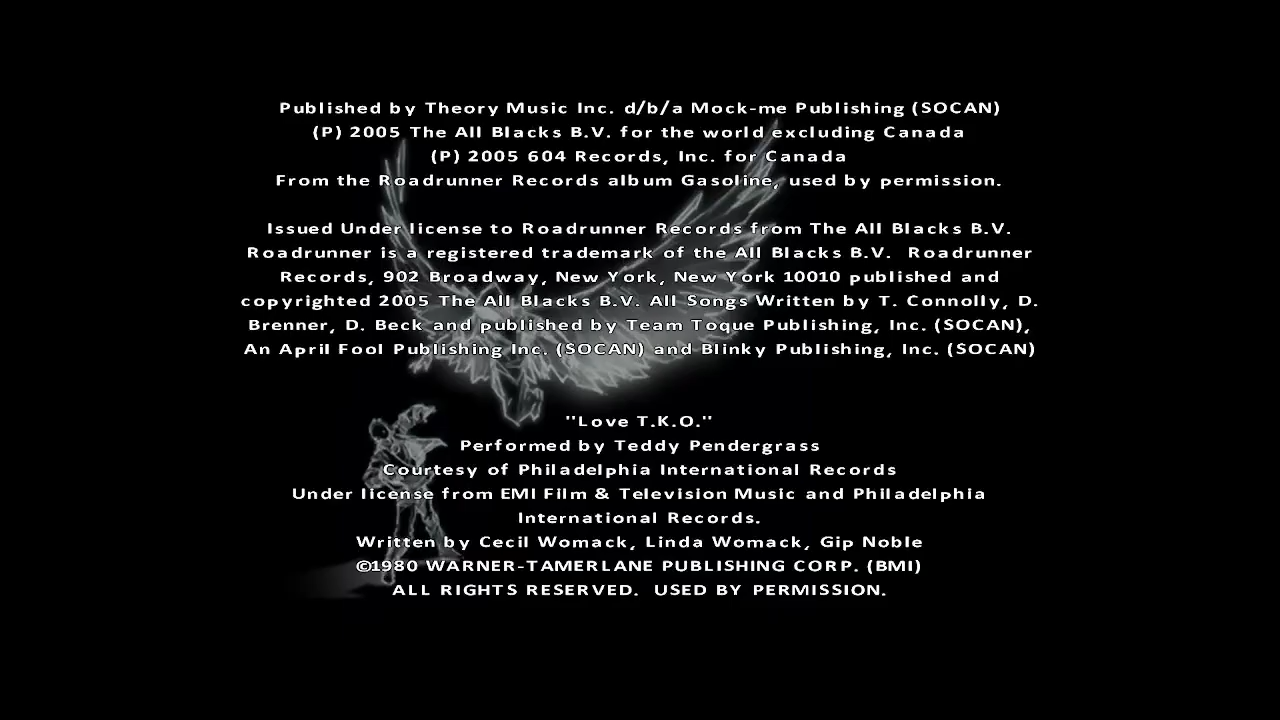 Published by Theory Music Inc. d/b/a Mock-me Publishing (SOCAN)
(P) 2005 The All Blacks B.V. for the world excluding Canada
(P) 2005 604 Records, Inc. for Canada
From the Roadrunner Records album Gasoline, used by permission.
Issued Under license to Roadrunner Records from The All Blacks B.V.
Roadrunner is a registered trademark of the All Blacks B.V.  Roadrunner
Records, 902 Broadway, New York, New York 10010 published and
copyrighted 2005 The All Blacks B.V. All Songs Written by T. Connolly, D.
Brenner, D. Beck and published by Team Toque Publishing, Inc. (SOCAN),
An April Fool Publishing Inc. (SOCAN) and Blinky Publishing, Inc. (SOCAN)
"Love T.K.O."
Performed by Teddy Pendergrass
Courtesy of Philadelphia International Records
Under license from EMI Film & Television Music and Philadelphia
International Records.
Written by Cecil Womack, Linda Womack, Gip Noble
©1980 WARNER-TAMERLANE PUBLISHING CORP. (BMI)
ALL RIGHTS RESERVED.  USED BY PERMISSION.